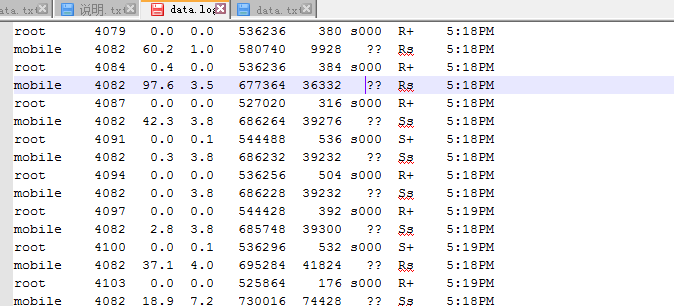 data.txt 说明.txt data.log data.txt
root 4079 0.0 0.0 536236 380 s000 R+ 5:18PM
mobile 4082 60.2 1.0 580740 9928 ?? Rs 5:18PM
root 4084 0.4 0.0 536236 384 s000 R+ 5:18PM
mobile 4082 97.6 3.5 677364 36332 ?? Rs 5:18PM
root 4087 0.0 0.0 527020 316 s000 R+ 5:18PM
mobile 4082 42.3 3.8 686264 39276 ?? Ss 5:18PM
root 4091 0.0 0.1 544488 536 s000 S+ 5:18PM
mobile 4082 0.3 3.8 686232 39232 ?? Ss 5:18PM
root 4094 0.0 0.0 536256 504 s000 R+ 5:19PM
mobile 4082 0.0 3.8 686228 39232 ?? Ss 5:18PM
root 4097 0.0 0.0 544428 392 s000 R+ 5:19PM
mobile 4082 2.8 3.8 685748 39300 ?? Ss 5:18PM
root 4100 0.0 0.1 536296 532 s000 S+ 5:19PM
mobile 4082 37.1 4.0 695284 41824 ?? Rs 5:18PM
root 4103 0.0 0.0 525864 176 s000 R+ 5:19PM
mobile 4082 18.9 7.2 730016 74428 ?? Ss 5:18PM